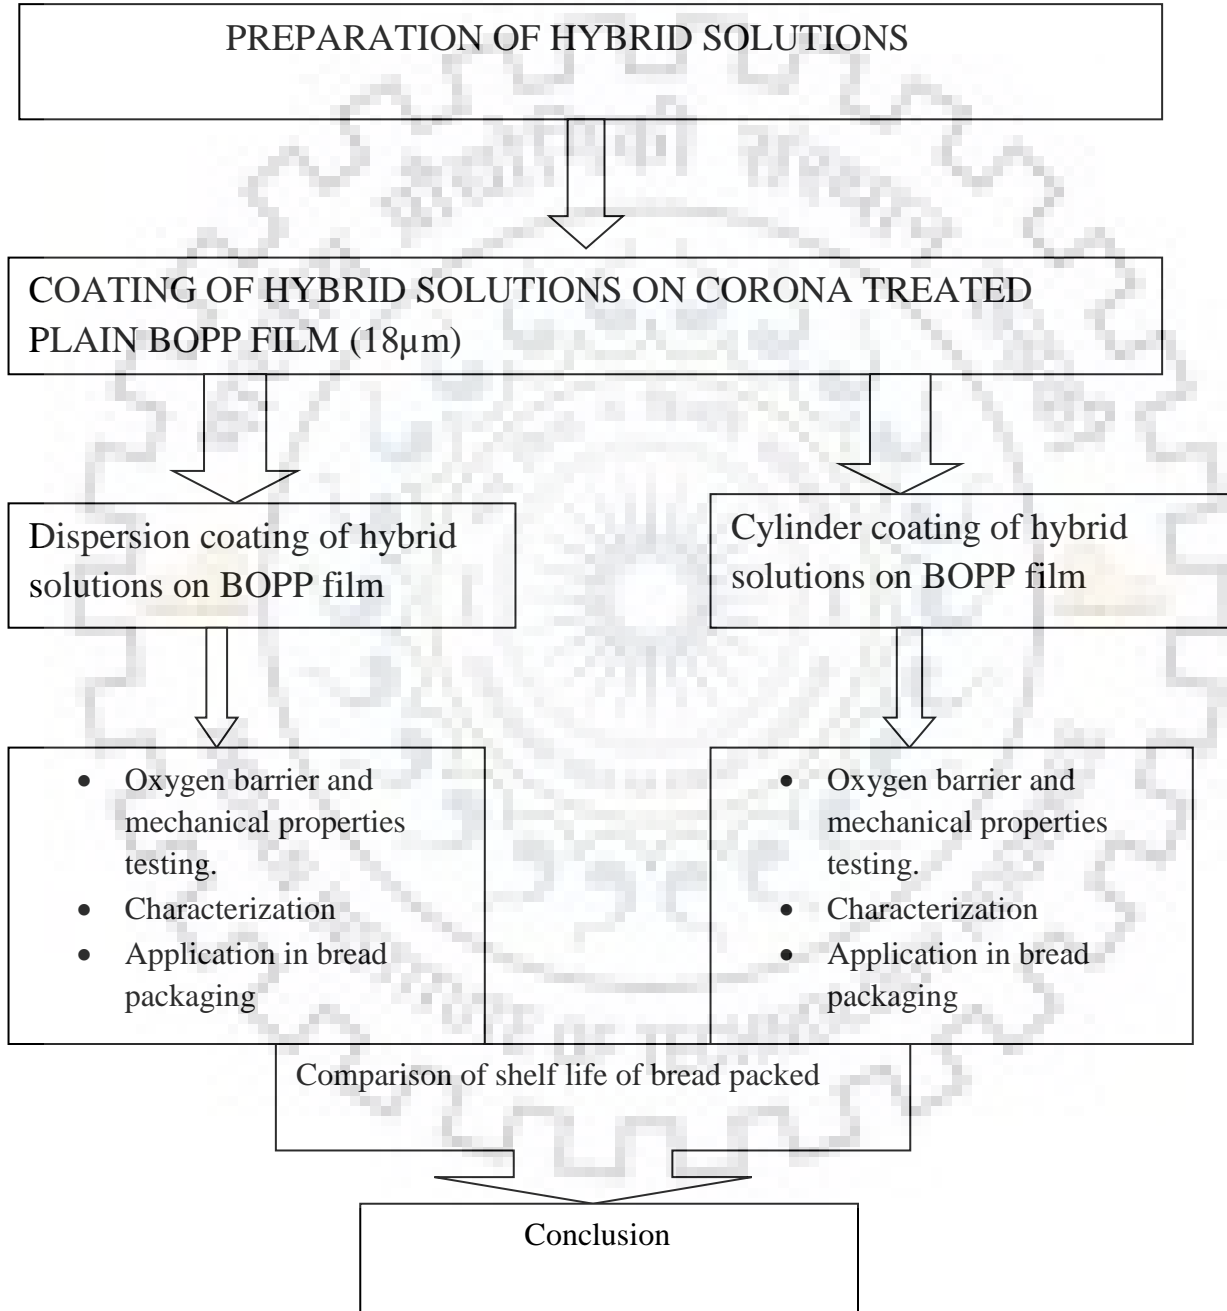 PREPARATION OF HYBRID SOLUTIONS
COATING OF HYBRID SOLUTIONS ON CORONA TREATED
PLAIN BOPP FILM (18µm)
Dispersion coating of hybrid
solutions on BOPP film
Cylinder coating of hybrid
solutions on BOPP film
• Oxygen barrier and
mechanical properties
testing.
• Characterization
• Application in bread
packaging
• Oxygen barrier and
mechanical properties
testing.
• Characterization
• Application in bread
packaging
Comparison of shelf life of bread packed
Conclusion